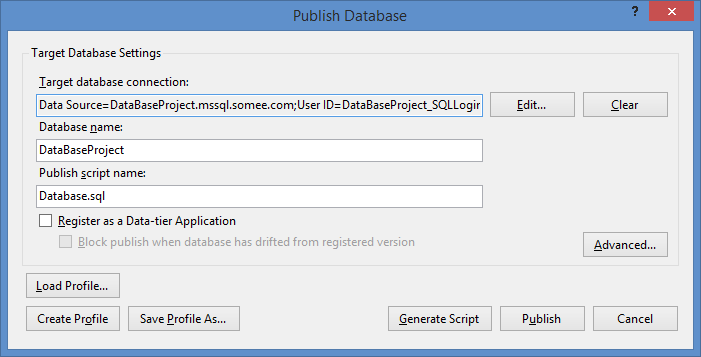 Publish Database
?
Target Database Settings
Target database connection:
Data Source=DataBaseProject.mssql.somee.com;User ID=DataBaseProject_SQLLogin
Edit...
Clear
Database name:
DataBaseProject
Publish script name:
Database.sql
Register as a Data-tier Application
Block publish when database has drifted from registered version
Advanced...
Load Profile...
Create Profile
Save Profile As...
Generate Script
Publish
Cancel